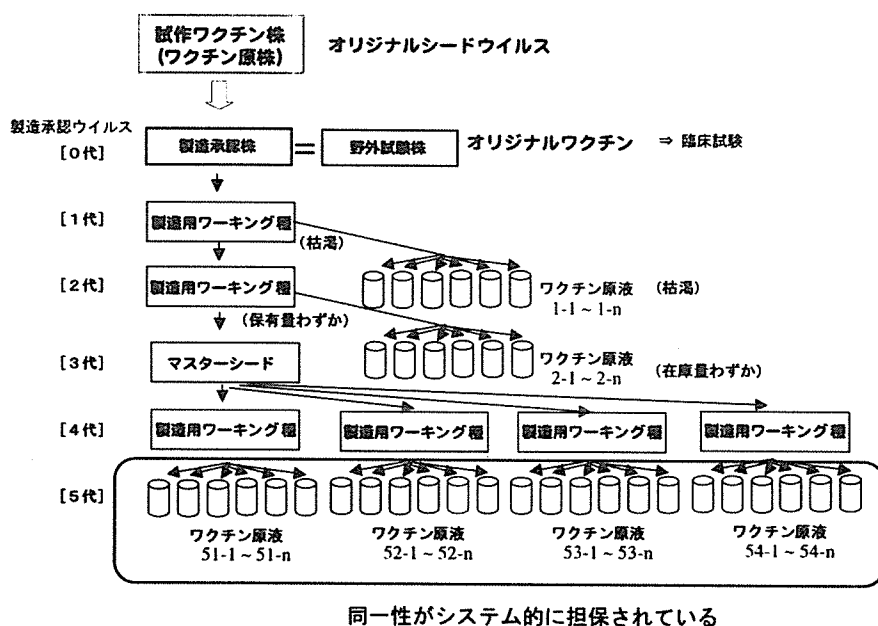 試作ワクチン株
(ワクチン原株)
オリジナルシードウイルス
製造承認ウイルス
[0代]
製造承認株
=
野外試験株
オリジナルワクチン
⇒ 臨床試験
[1代]
製造用ワーキング種
(枯渇)
[2代]
製造用ワーキング種
ワクチン原液
1-1 ~ 1-n
(枯渇)
(保有量わずか)
[3代]
マスターシード
ワクチン原液
2-1 ~ 2-n
(在庫量わずか)
[4代]
製造用ワーキング種
製造用ワーキング種
製造用ワーキング種
製造用ワーキング種
[5代]
ワクチン原液
51-1 ~ 51-n
ワクチン原液
52-1 ~ 52-n
ワクチン原液
53-1 ~ 53-n
ワクチン原液
54-1 ~ 54-n
同一性がシステム的に担保されている